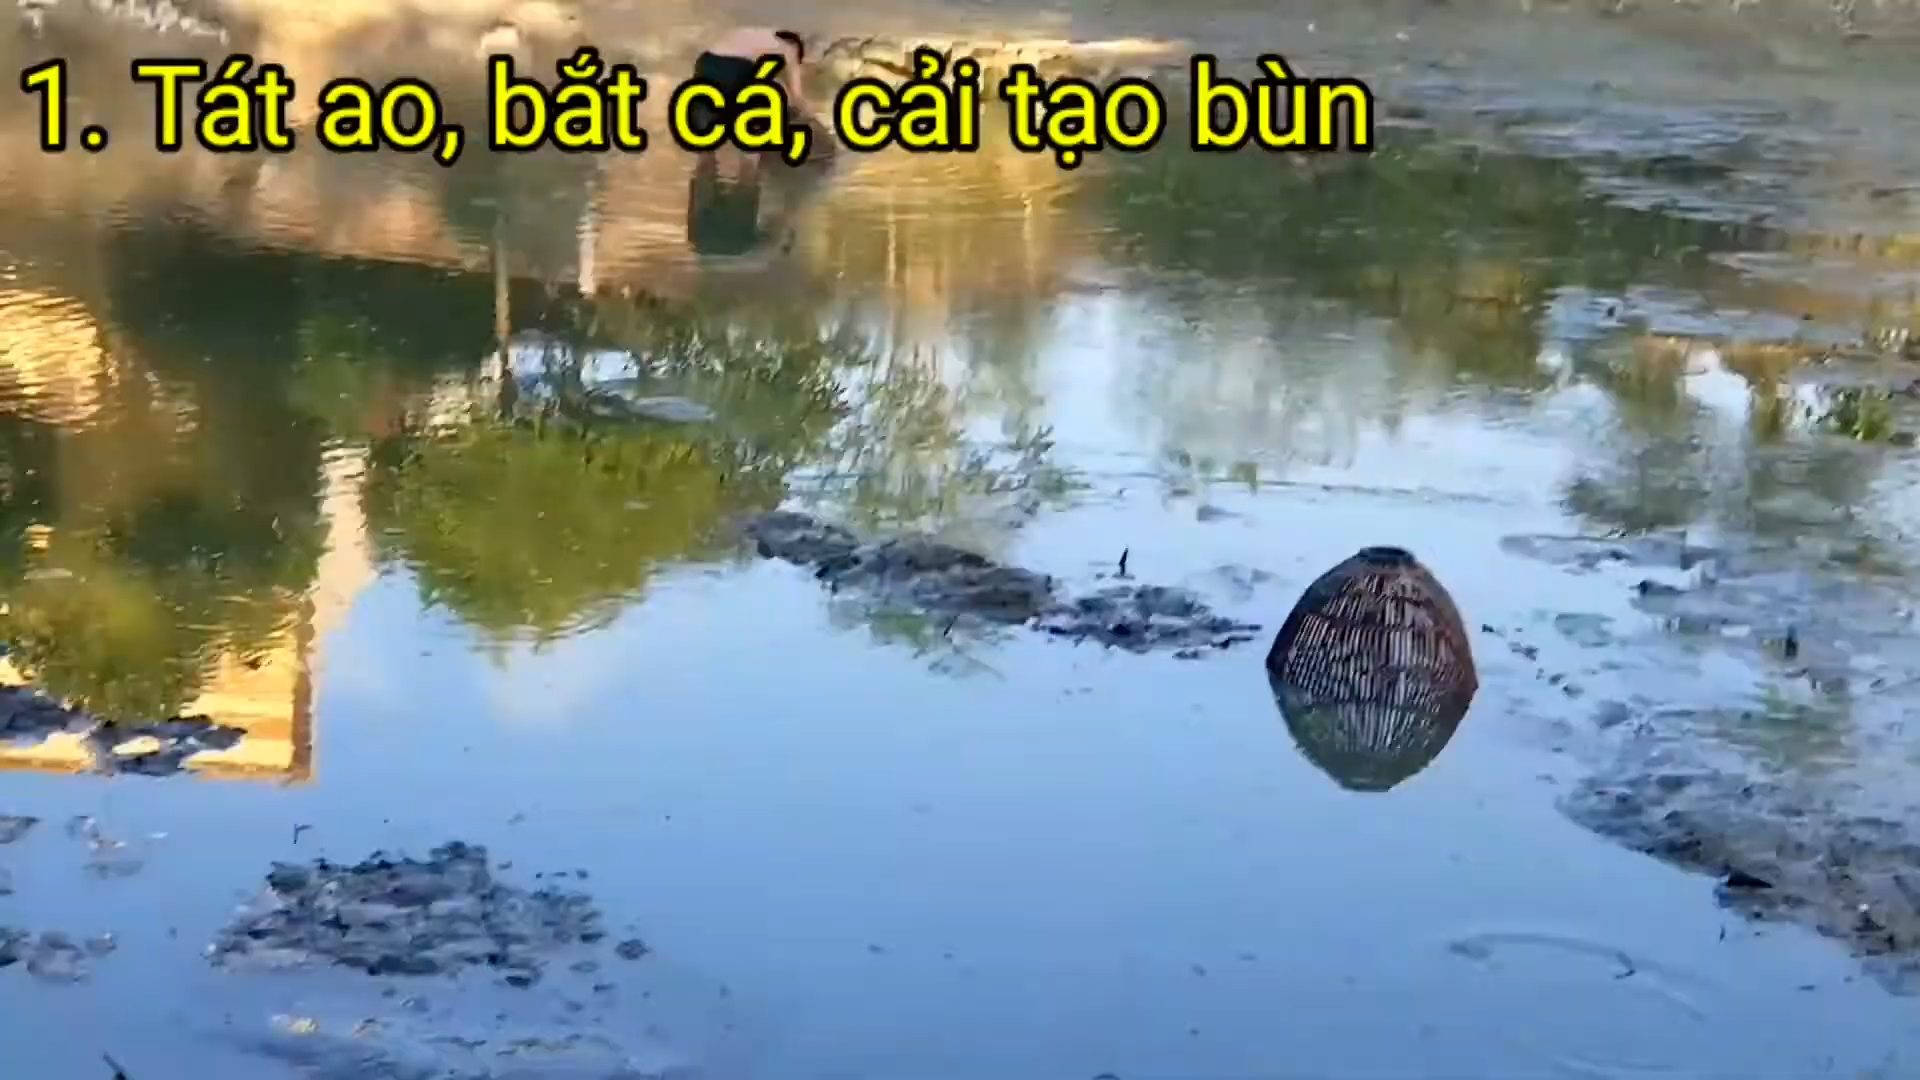 1. Tát ao, bắt cá, cải tạo bùn